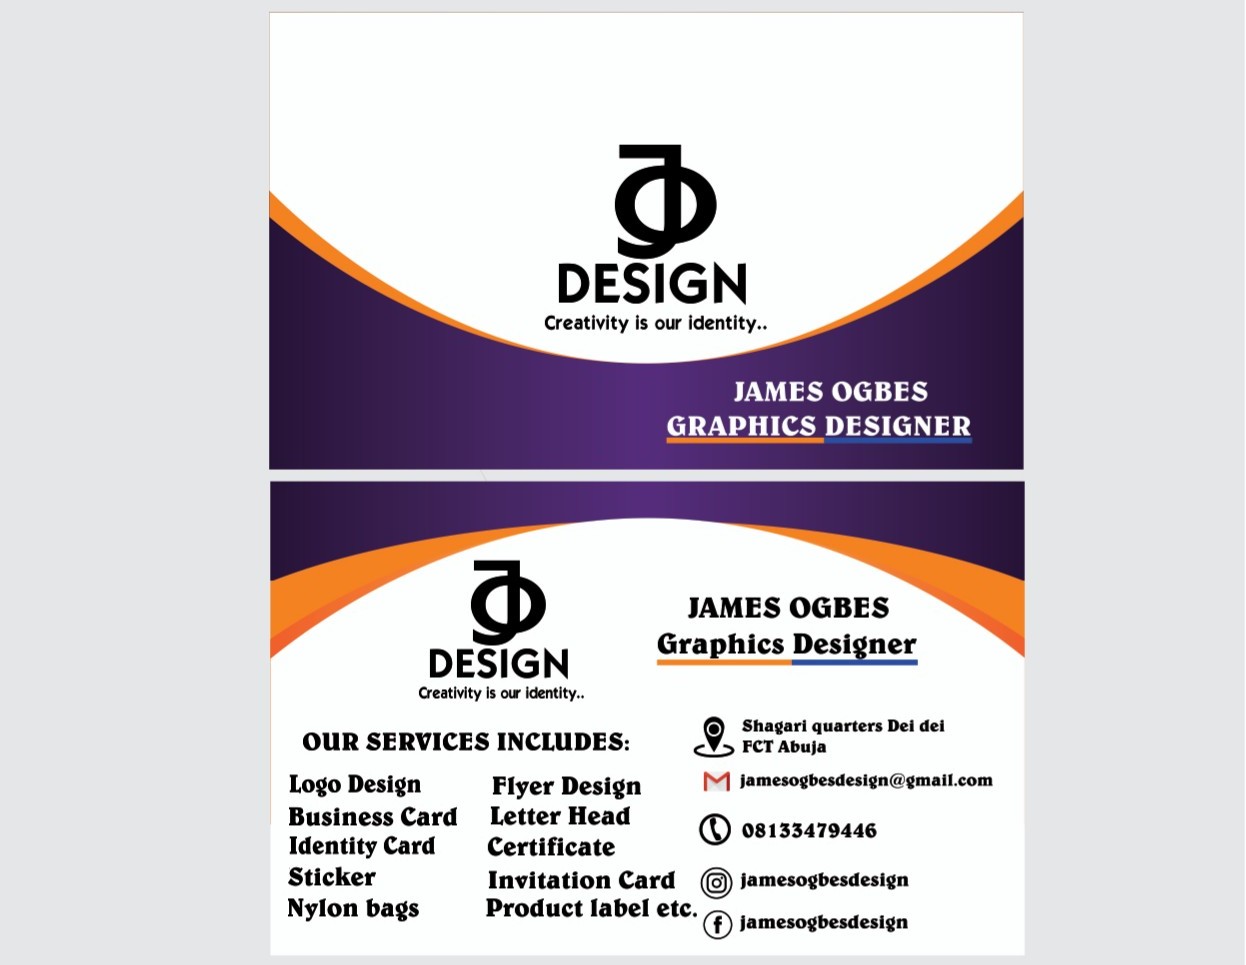 JO
DESIGN
Creativity is our identity..
JAMES OGBES
GRAPHICS DESIGNER
JO
DESIGN
Creativity is our identity..
JAMES OGBES
Graphics Designer
OUR SERVICES INCLUDES:
Logo Design
Business Card
Identity Card
Sticker
Nylon bags
Flyer Design
Letter Head
Certificate
Invitation Card
Product label etc.
Shagari quarters Dei dei
FCT Abuja
jamesogbesdesign@gmail.com
08133479446
jamesogbesdesign
jamesogbesdesign